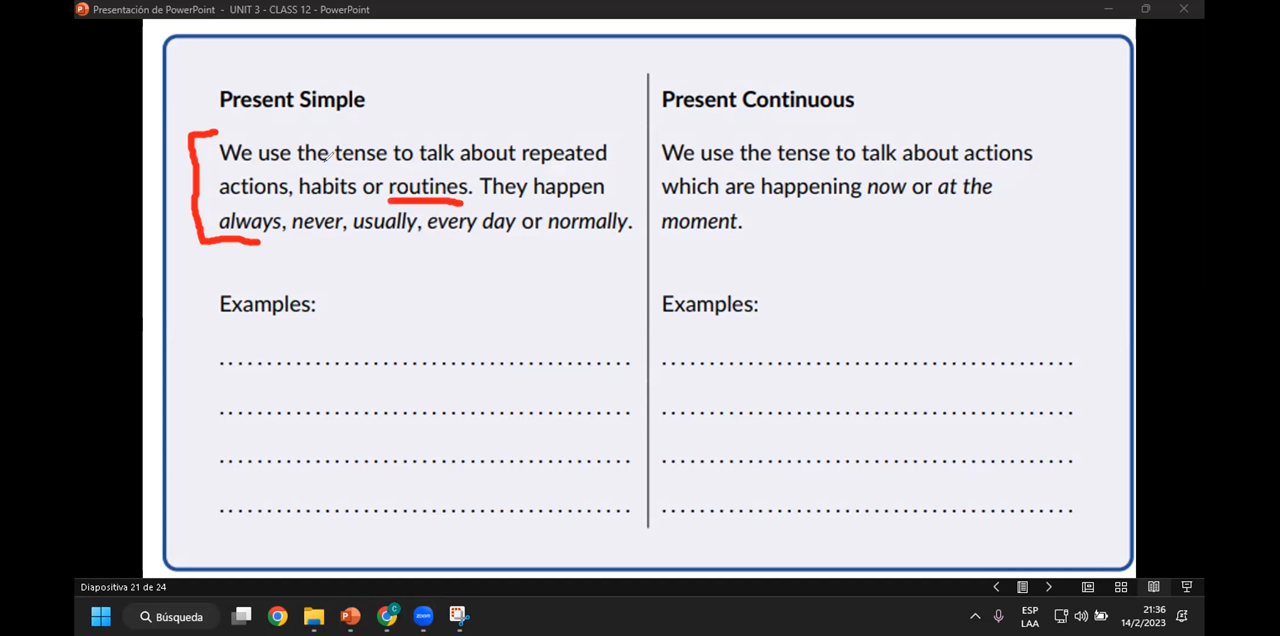 Presentación de PowerPoint - UNIT 3 - CLASS 12 - PowerPoint
Present Simple
We use the tense to talk about repeated
actions, habits or routines. They happen
always, never, usually, every day or normally.
Examples:
Present Continuous
We use the tense to talk about actions
which are happening now or at the
moment.
Examples:
Diapositiva 21 de 24
Búsqueda
zoom
ESP
LAA
21:36
14/2/2023